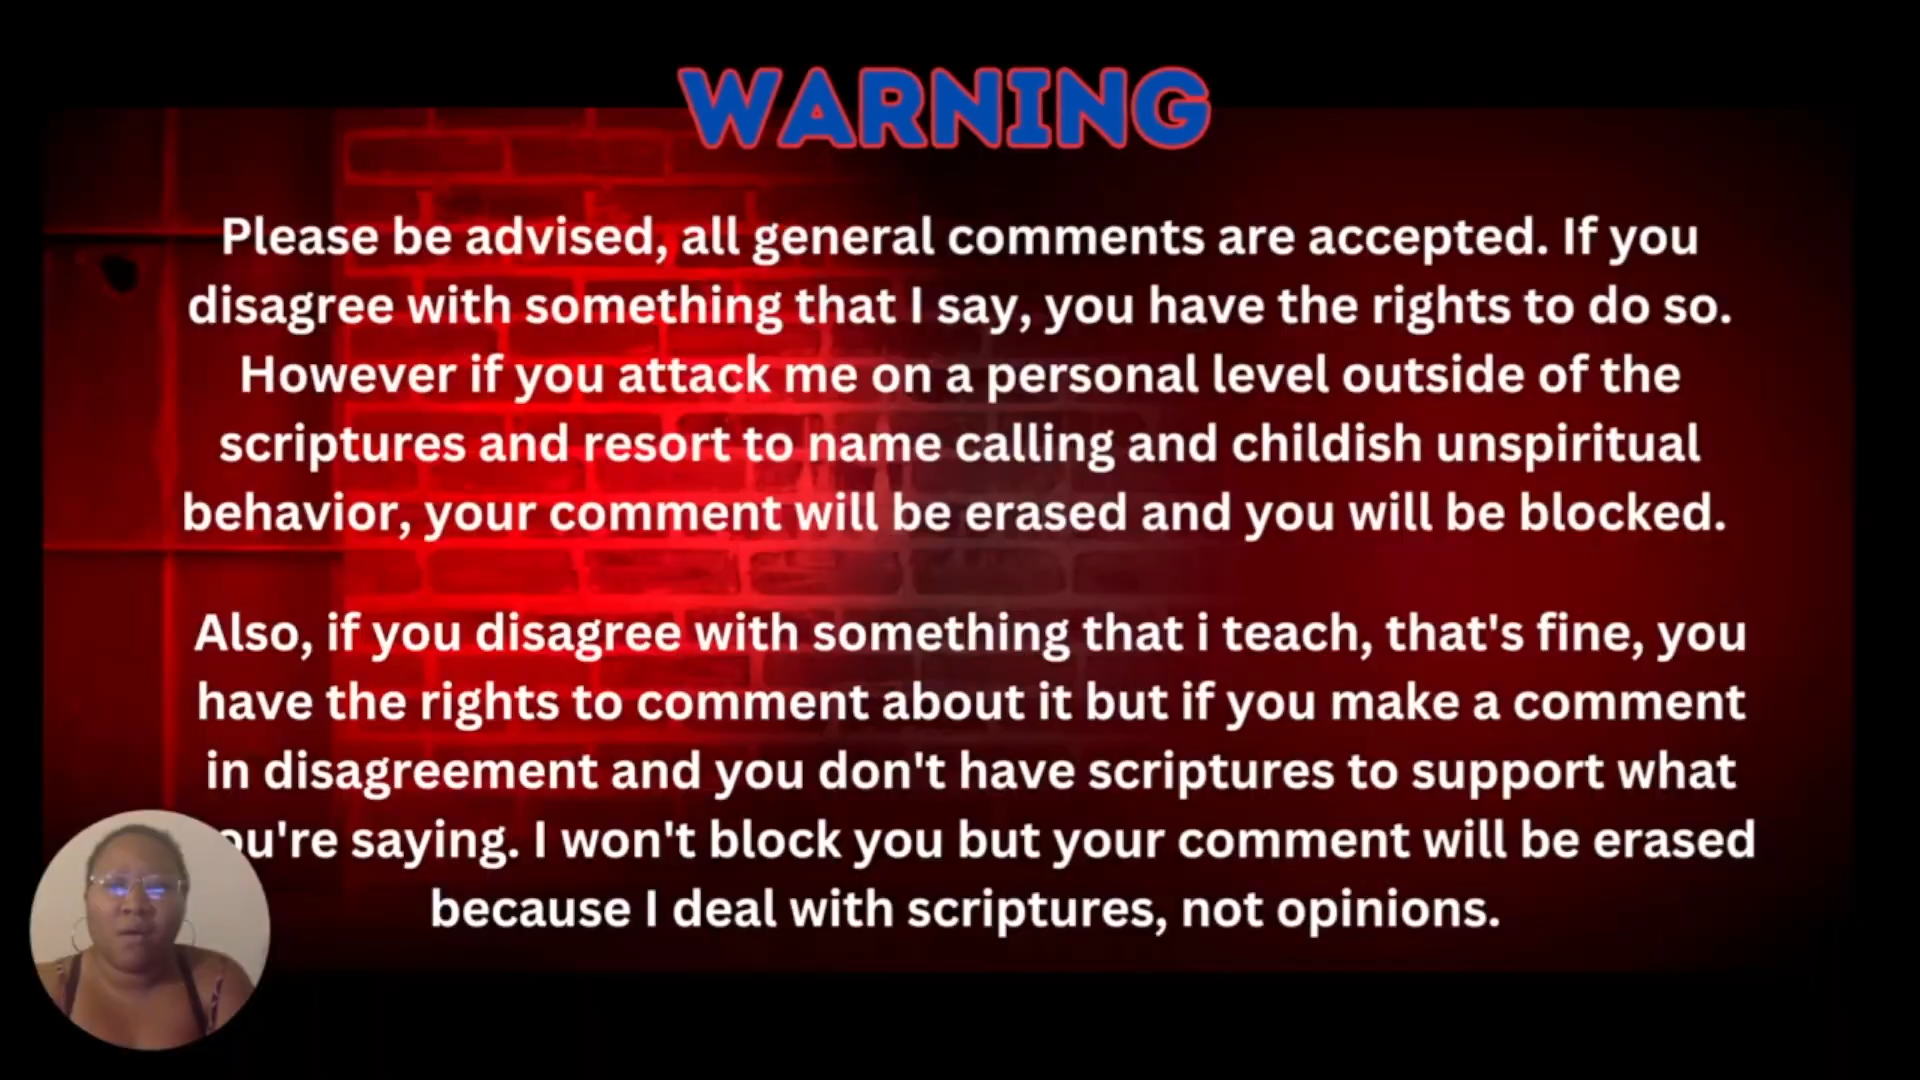 WARNING
Please be advised, all general comments are accepted. If you
disagree with something that I say, you have the rights to do so.
However if you attack me on a personal level outside of the
scriptures and resort to name calling and childish unspiritual
behavior, your comment will be erased and you will be blocked.
Also, if you disagree with something that i teach, that's fine, you
have the rights to comment about it but if you make a comment
in disagreement and you don't have scriptures to support what
ou're saying. I won't block you but your comment will be erased
because I deal with scriptures, not opinions.